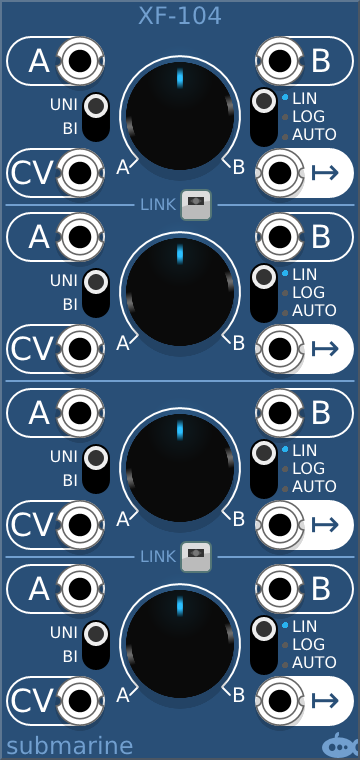 XF-104
A B
UNI LIN
BI LOG
AUTO
CV A B ↦
LINK
A B
UNI LIN
BI LOG
AUTO
CV A B ↦
A B
UNI LIN
BI LOG
AUTO
CV A B ↦
LINK
A B
UNI LIN
BI LOG
AUTO
CV A B ↦
submarine